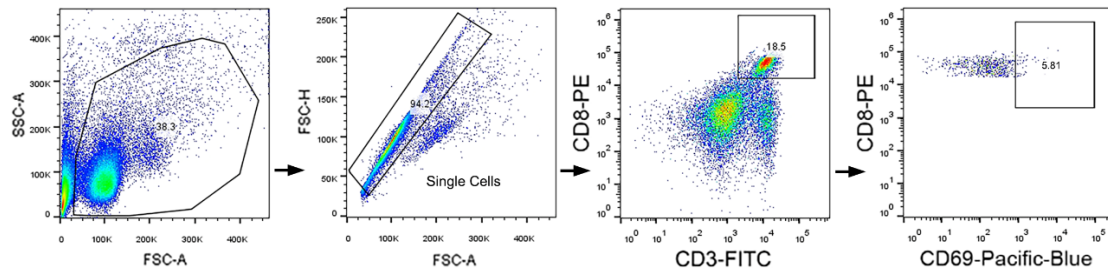 SSC-A
400K
300K
200K
100K
0
38.3
0
100K
200K
300K
400K
FSC-A
FSC-H
250K
200K
150K
100K
50K
0
94.2
Single Cells
0
100K
200K
300K
400K
FSC-A
CD8-PE
10^6
10^5
10^4
10^3
10^2
10^1
10^0
18.5
10^0
10^1
10^2
10^3
10^4
10^5
CD3-FITC
CD8-PE
10^6
10^5
10^4
10^3
10^2
10^1
10^0
5.81
10^0
10^1
10^2
10^3
10^4
10^5
CD69-Pacific-Blue